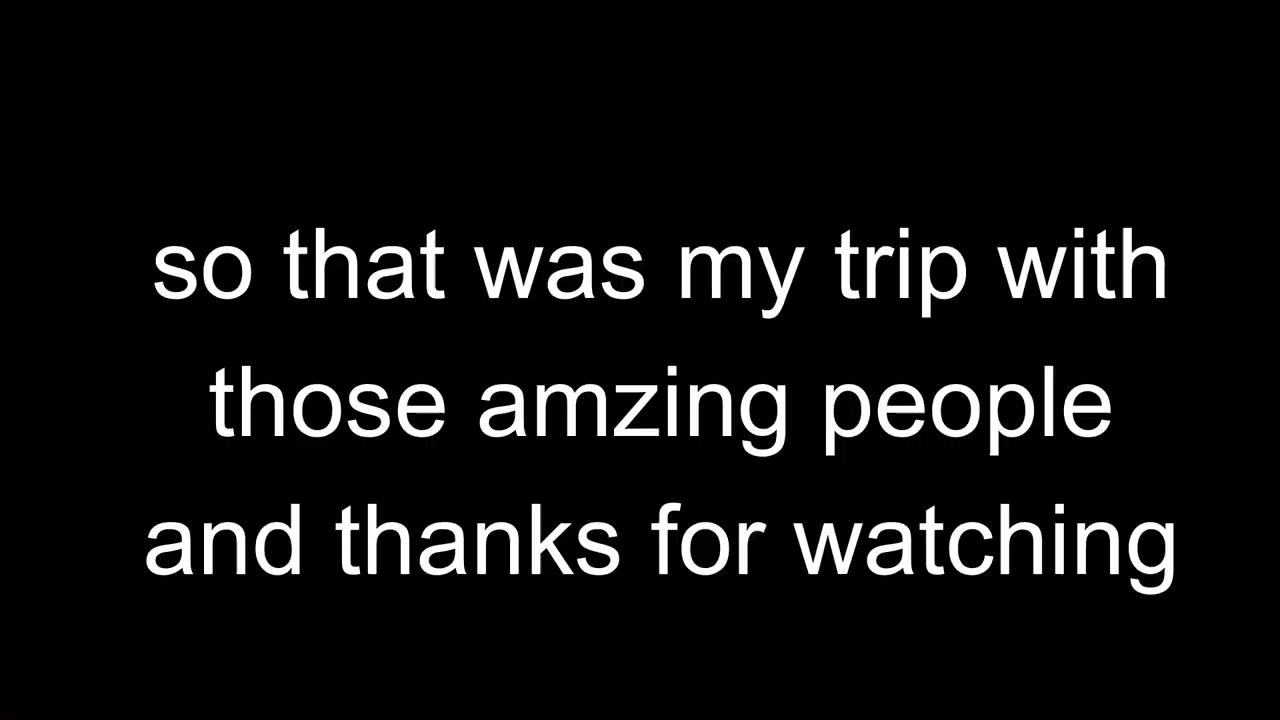 so that was my trip with
those amzing people
and thanks for watching